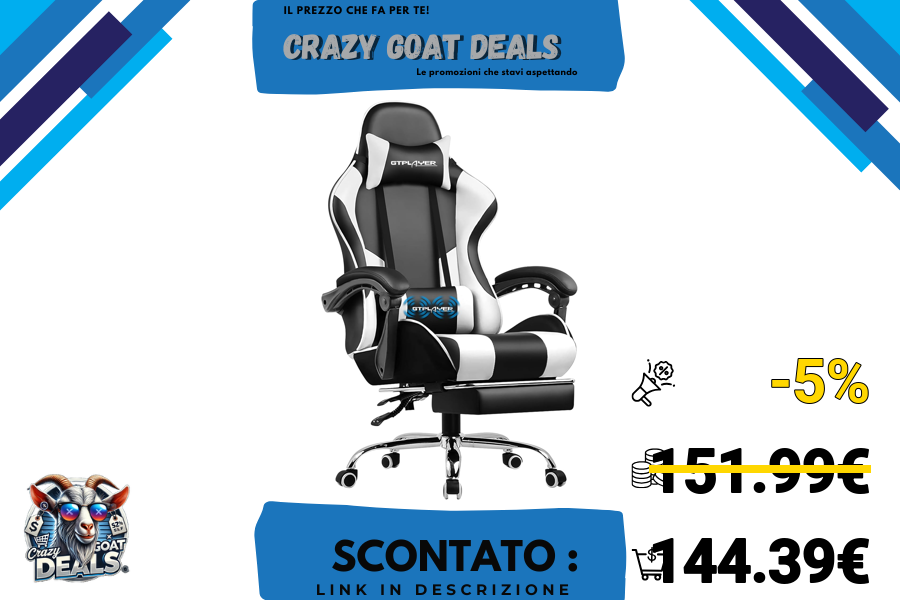 IL PREZZO CHE FA PER TE!
CRAZY GOAT DEALS
Le promozioni che stavi aspettando
GTPLAYER
GTPLAYER
-5%
151.99€
144.39€
SCONTATO :
LINK IN DESCRIZIONE
$
Crazy
GOAT
DEALS